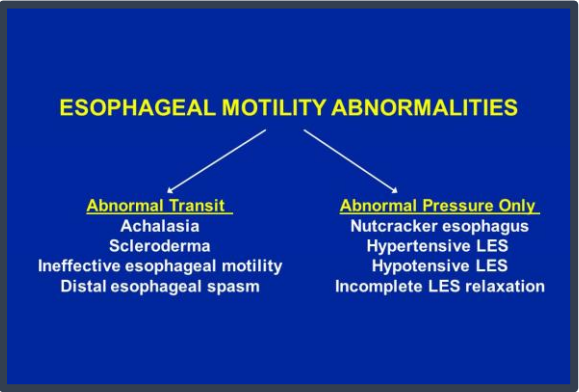 ESOPHAGEAL MOTILITY ABNORMALITIES
Abnormal Transit
Achalasia
Scleroderma
Ineffective esophageal motility
Distal esophageal spasm
Abnormal Pressure Only
Nutcracker esophagus
Hypertensive LES
Hypotensive LES
Incomplete LES relaxation